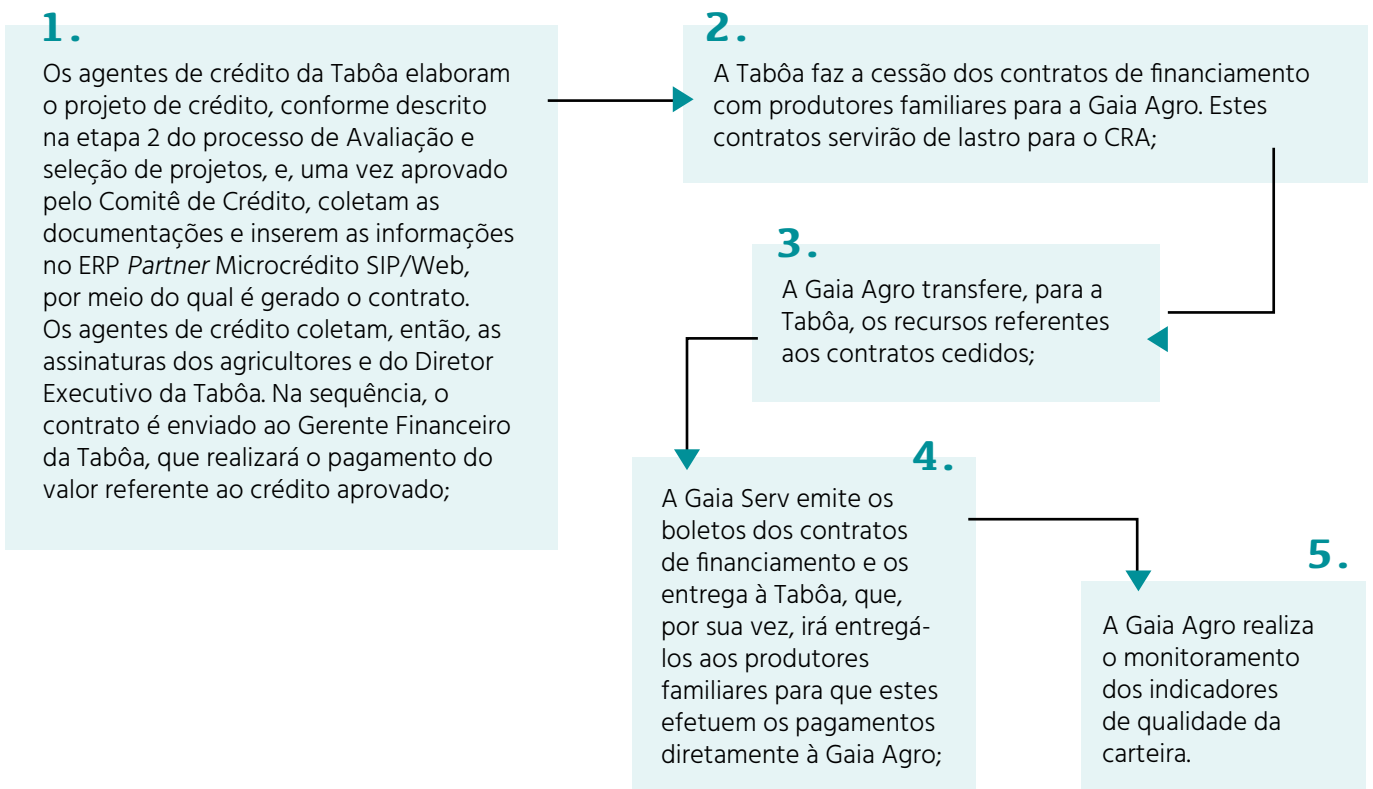 1.
Os agentes de crédito da Tabôa elaboram
o projeto de crédito, conforme descrito
na etapa 2 do processo de Avaliação e
seleção de projetos, e, uma vez aprovado
pelo Comitê de Crédito, coletam as
documentações e inserem as informações
no ERP Partner Microcrédito SIP/Web,
por meio do qual é gerado o contrato.
Os agentes de crédito coletam, então, as
assinaturas dos agricultores e do Diretor
Executivo da Tabôa. Na sequência, o
contrato é enviado ao Gerente Financeiro
da Tabôa, que realizará o pagamento do
valor referente ao crédito aprovado;
2.
A Tabôa faz a cessão dos contratos de financiamento
com produtores familiares para a Gaia Agro. Estes
contratos servirão de lastro para o CRA;
3.
A Gaia Agro transfere, para a
Tabôa, os recursos referentes
aos contratos cedidos;
4.
A Gaia Serv emite os
boletos dos contratos
de financiamento e os
entrega à Tabôa, que,
por sua vez, irá entregá-
los aos produtores
familiares para que estes
efetuem os pagamentos
diretamente à Gaia Agro;
5.
A Gaia Agro realiza
o monitoramento
dos indicadores
de qualidade da
carteira.